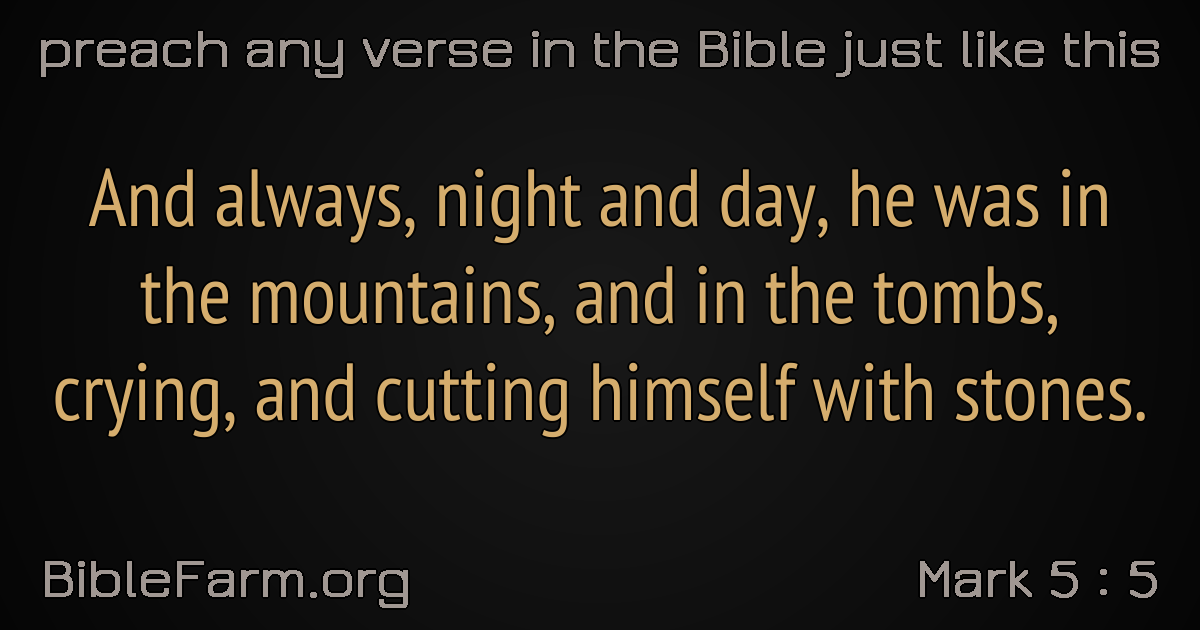 preach any verse in the Bible just like this
And always, night and day, he was in
the mountains, and in the tombs,
crying, and cutting himself with stones.
BibleFarm.org
Mark 5 : 5